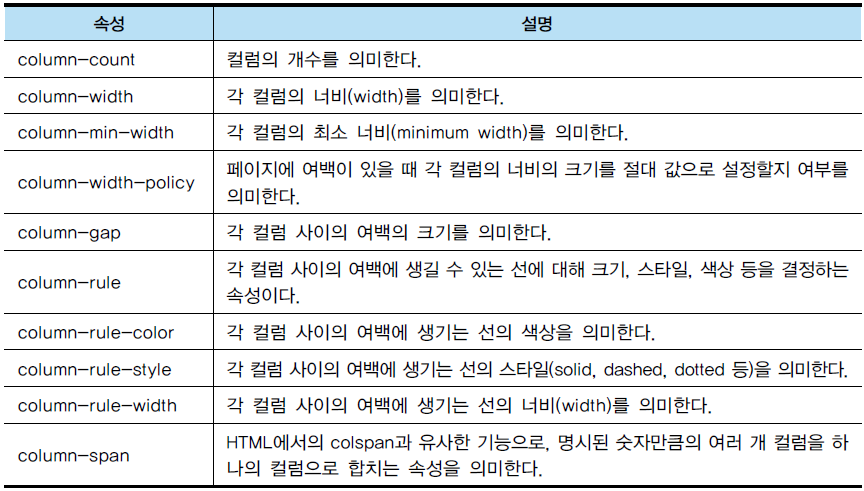 속성 설명
column-count 컬럼의 개수를 의미한다.
column-width 각 컬럼의 너비(width)를 의미한다.
column-min-width 각 컬럼의 최소 너비(minimum width)를 의미한다.
column-width-policy 페이지에 여백이 있을 때 각 컬럼의 너비의 크기를 절대 값으로 설정할지 여부를
의미한다.
column-gap 각 컬럼 사이의 여백의 크기를 의미한다.
column-rule 각 컬럼 사이의 여백에 생길 수 있는 선에 대해 크기, 스타일, 색상 등을 결정하는
속성이다.
column-rule-color 각 컬럼 사이의 여백에 생기는 선의 색상을 의미한다.
column-rule-style 각 컬럼 사이의 여백에 생기는 선의 스타일(solid, dashed, dotted 등)을 의미한다.
column-rule-width 각 컬럼 사이의 여백에 생기는 선의 너비(width)를 의미한다.
column-span HTML에서의 colspan과 유사한 기능으로, 명시된 숫자만큼의 여러 개 컬럼을 하
나의 컬럼으로 합치는 속성을 의미한다.